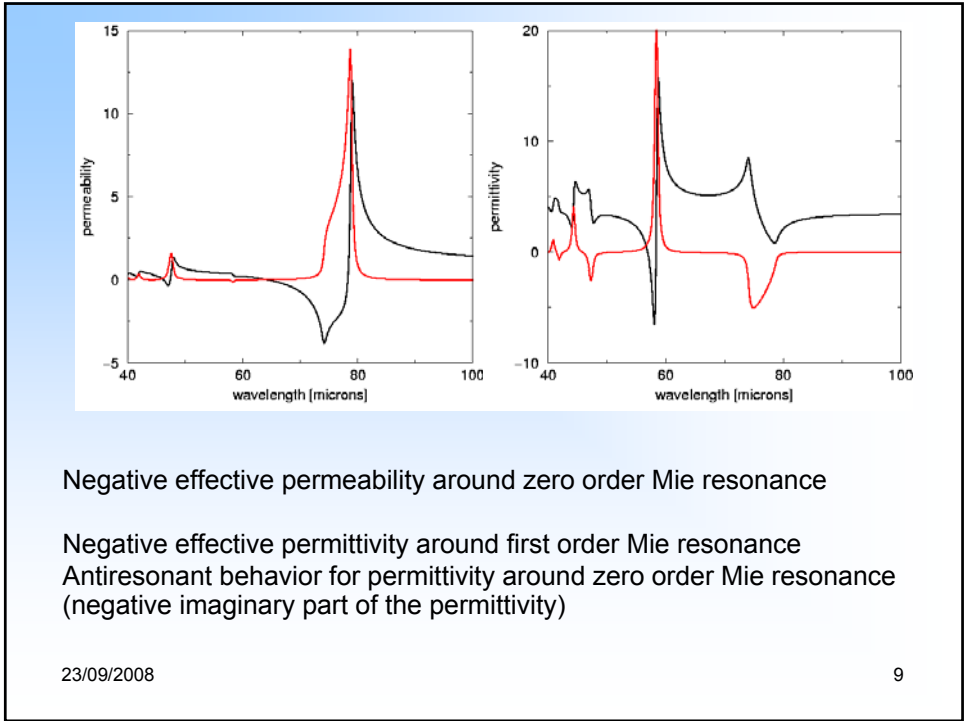 15
10
5
0
−5
permeability
40
60
80
100
wavelength [microns]
20
10
0
−10
permittivity
40
60
80
100
wavelength [microns]
Negative effective permeability around zero order Mie resonance
Negative effective permittivity around first order Mie resonance
Antiresonant behavior for permittivity around zero order Mie resonance
(negative imaginary part of the permittivity)
23/09/2008
9